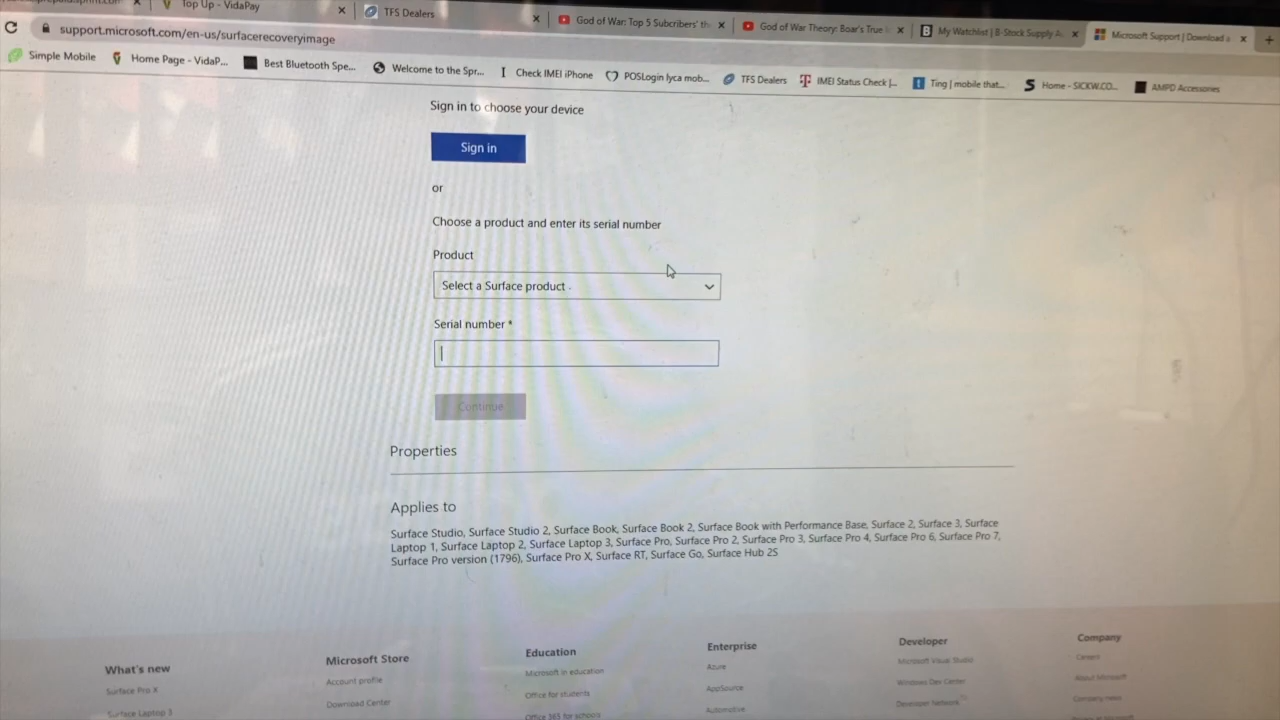 Top Up - VidaPay
TFS Dealers
God of War: Top 5 Subcribers' th
God of War Theory: Boar's True
My Watchlist | B-Stock Supply A
Microsoft Support | Download a
support.microsoft.com/en-us/surfacerecoveryimage
Simple Mobile
Home Page - VidaP...
Best Bluetooth Spe...
Welcome to the Spr...
Check IMEI iPhone
POSLogin lyca mob...
TFS Dealers
IMEI Status Check |...
Ting | mobile that...
Home - SICKW.CO...
AMPD Accessories
Sign in to choose your device
Sign in
or
Choose a product and enter its serial number
Product
Select a Surface product
Serial number *
Continue
Properties
Applies to
Surface Studio, Surface Studio 2, Surface Book, Surface Book 2, Surface Book with Performance Base, Surface 2, Surface 3, Surface
Laptop 1, Surface Laptop 2, Surface Laptop 3, Surface Pro, Surface Pro 2, Surface Pro 3, Surface Pro 4, Surface Pro 6, Surface Pro 7,
Surface Pro version (1796), Surface Pro X, Surface RT, Surface Go, Surface Hub 2S
What's new
Surface Pro X
Surface Laptop 3
Microsoft Store
Account profile
Download Center
Education
Microsoft in education
Office for students
Office 365 for schools
Enterprise
Azure
AppSource
Automotive
Developer
Microsoft Visual Studio
Windows Dev Center
Developer Network
Company
Careers
About Microsoft
Company news